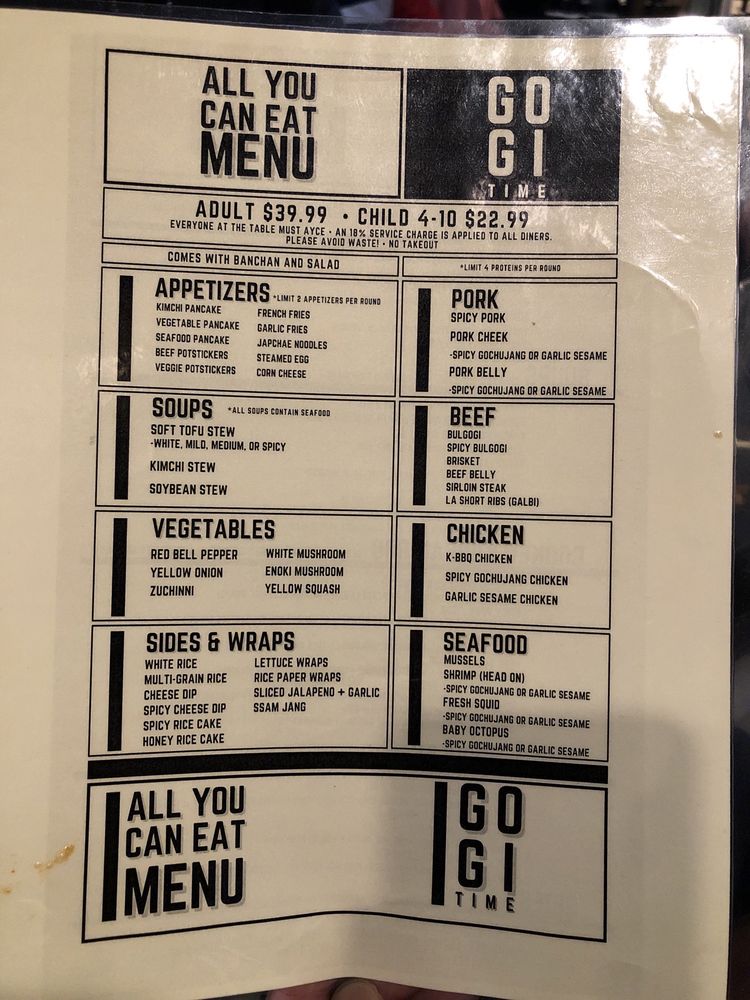 ALL YOU
CAN EAT
MENU
GO
GI
TIME
ADULT $39.99 • CHILD 4-10 $22.99
EVERYONE AT THE TABLE MUST AYCE • AN 18% SERVICE CHARGE IS APPLIED TO ALL DINERS.
PLEASE AVOID WASTE! • NO TAKEOUT
COMES WITH BANCHAN AND SALAD
*LIMIT 4 PROTEINS PER ROUND
APPETIZERS *LIMIT 2 APPETIZERS PER ROUND
KIMCHI PANCAKE
VEGETABLE PANCAKE
SEAFOOD PANCAKE
BEEF POTSTICKERS
VEGGIE POTSTICKERS
FRENCH FRIES
GARLIC FRIES
JAPCHAE NOODLES
STEAMED EGG
CORN CHEESE
PORK
SPICY PORK
PORK CHEEK
-SPICY GOCHUJANG OR GARLIC SESAME
PORK BELLY
-SPICY GOCHUJANG OR GARLIC SESAME
SOUPS *ALL SOUPS CONTAIN SEAFOOD
SOFT TOFU STEW
-WHITE, MILD, MEDIUM, OR SPICY
KIMCHI STEW
SOYBEAN STEW
BEEF
BULGOGI
SPICY BULGOGI
BRISKET
BEEF BELLY
SIRLOIN STEAK
LA SHORT RIBS (GALBI)
VEGETABLES
RED BELL PEPPER
YELLOW ONION
ZUCHINNI
WHITE MUSHROOM
ENOKI MUSHROOM
YELLOW SQUASH
CHICKEN
K-BBQ CHICKEN
SPICY GOCHUJANG CHICKEN
GARLIC SESAME CHICKEN
SIDES & WRAPS
WHITE RICE
MULTI-GRAIN RICE
CHEESE DIP
SPICY CHEESE DIP
SPICY RICE CAKE
HONEY RICE CAKE
LETTUCE WRAPS
RICE PAPER WRAPS
SLICED JALAPENO + GARLIC
SSAM JANG
SEAFOOD
MUSSELS
SHRIMP (HEAD ON)
-SPICY GOCHUJANG OR GARLIC SESAME
FRESH SQUID
-SPICY GOCHUJANG OR GARLIC SESAME
BABY OCTOPUS
-SPICY GOCHUJANG OR GARLIC SESAME
ALL YOU
CAN EAT
MENU
GO
GI
TIME